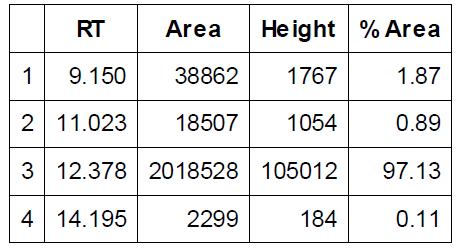 RT Area Height % Area
1 9.150 38862 1767 1.87
2 11.023 18507 1054 0.89
3 12.378 2018528 105012 97.13
4 14.195 2299 184 0.11